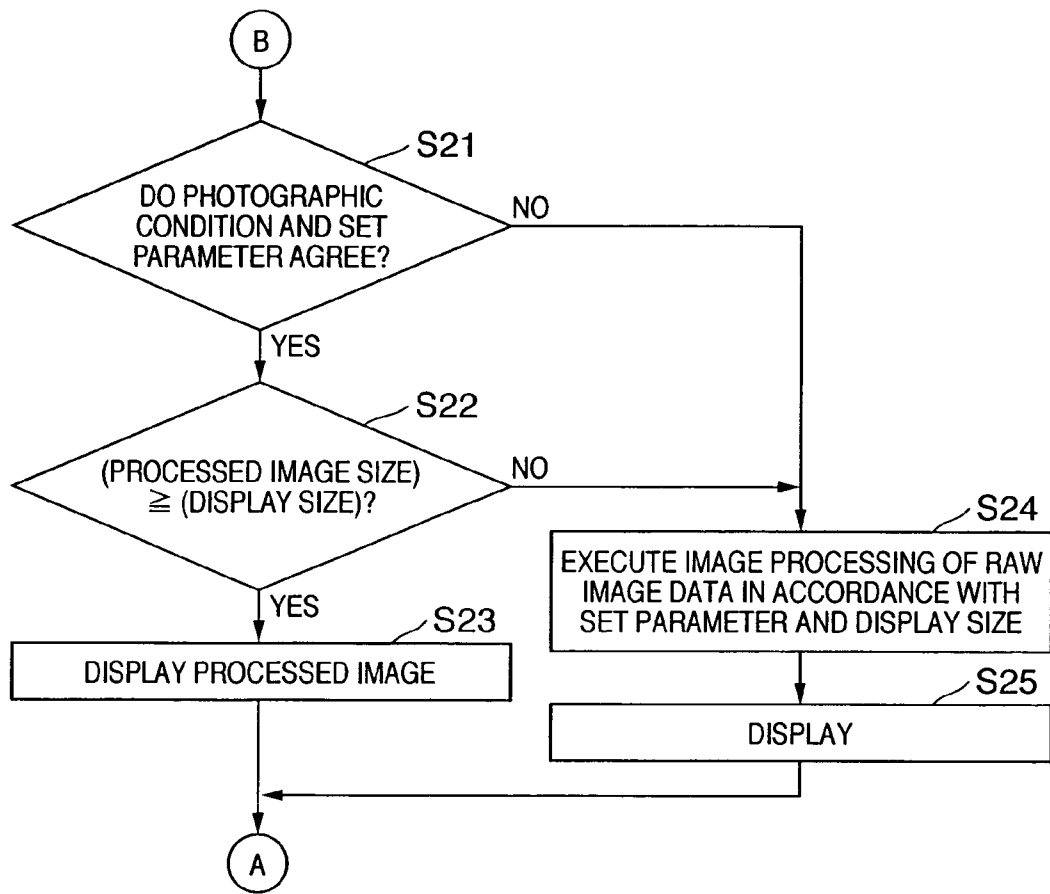 B
S21
DO PHOTOGRAPHIC
CONDITION AND SET
PARAMETER AGREE?
NO
YES
S22
(PROCESSED IMAGE SIZE)
≧ (DISPLAY SIZE)?
NO
YES
S24
EXECUTE IMAGE PROCESSING OF RAW
IMAGE DATA IN ACCORDANCE WITH
SET PARAMETER AND DISPLAY SIZE
S23
DISPLAY PROCESSED IMAGE
S25
DISPLAY
A